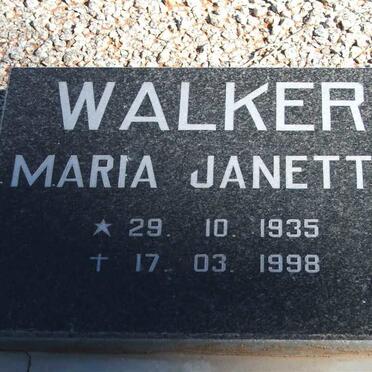 WALKER
MARIA JANETT
★ 29. 10. 1935
† 17. 03. 1998